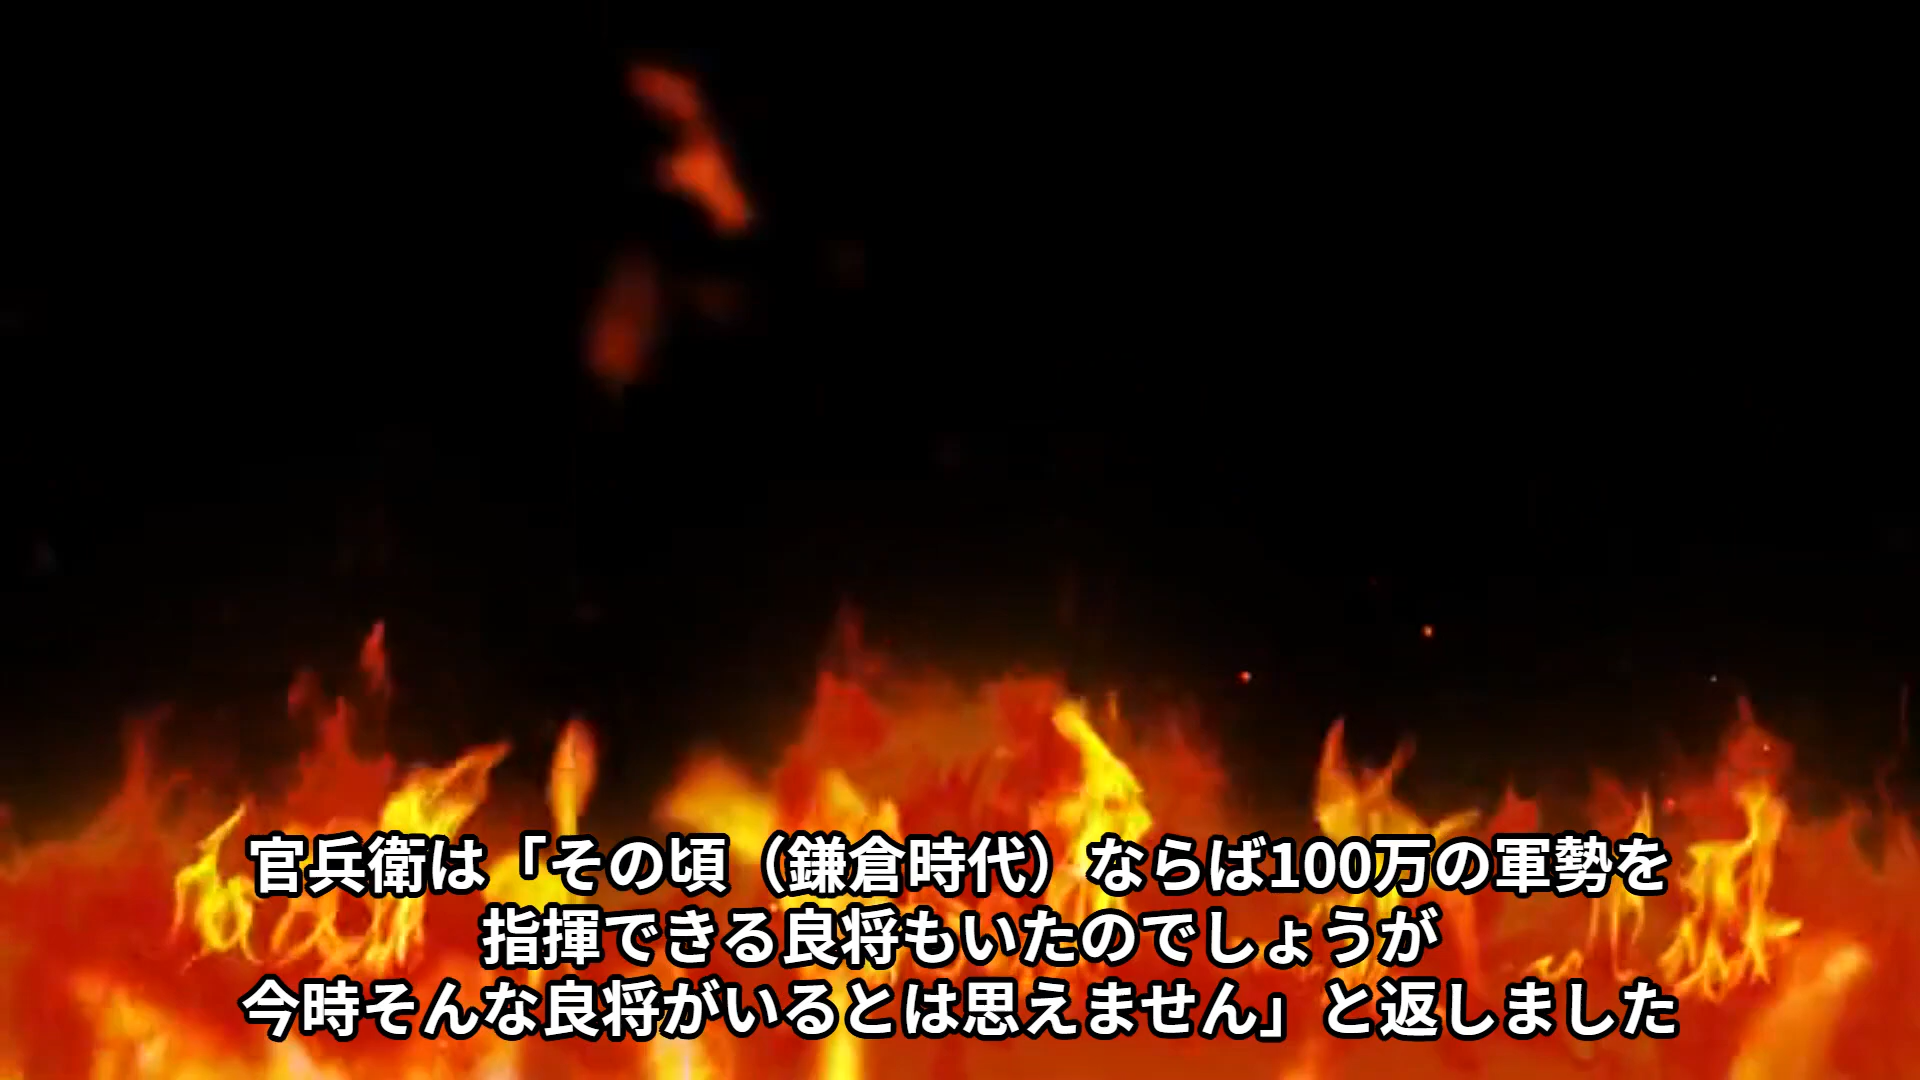 官兵衛は「その頃（鎌倉時代）ならば100万の軍勢を
指揮できる良将もいたのでしょうが
今時そんな良将がいるとは思えません」と返しました